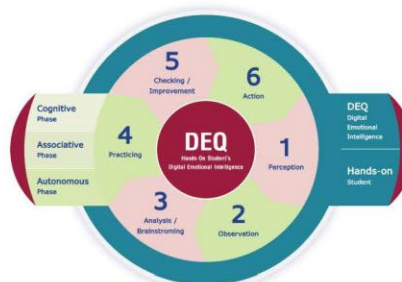 5
Checking /
Improvement
6
Action
Cognitive
Phase
Associative
Phase
Autonomous
Phase
4
Practicing
DEQ
Hands-On Student's
Digital Emotional Intelligence
1
Perception
DEQ
Digital
Emotional
Intelligence
Hands-on
Student
3
Analysis /
Brainstroming
2
Observation